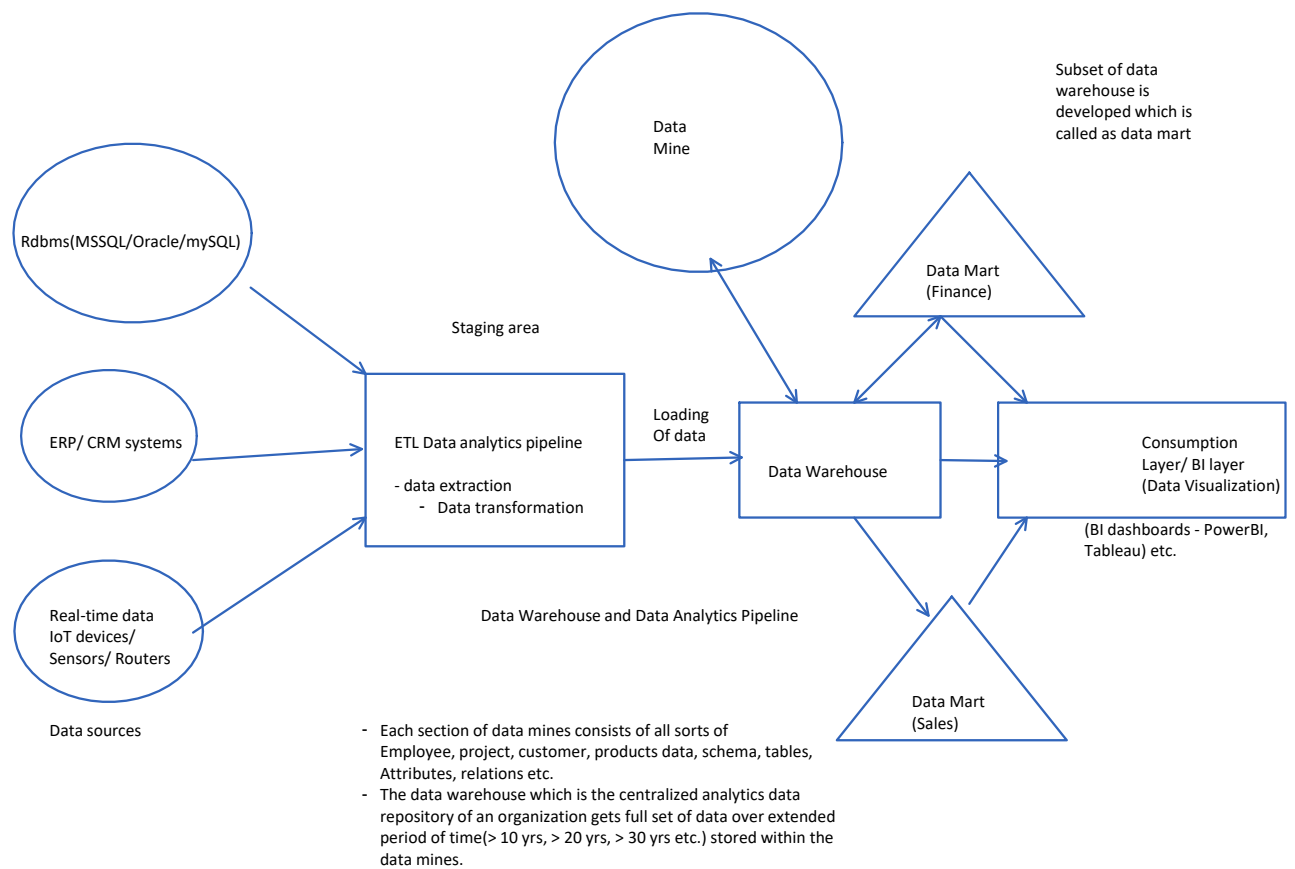 Data
Mine
Subset of data
warehouse is
developed which is
called as data mart
Rdbms(MSSQL/Oracle/mySQL)
Data Mart
(Finance)
Staging area
ERP/ CRM systems
ETL Data analytics pipeline
- data extraction
- Data transformation
Loading
Of data
Data Warehouse
Consumption
Layer/ BI layer
(Data Visualization)
(BI dashboards - PowerBI,
Tableau) etc.
Real-time data
IoT devices/
Sensors/ Routers
Data Warehouse and Data Analytics Pipeline
Data Mart
(Sales)
Data sources
- Each section of data mines consists of all sorts of
Employee, project, customer, products data, schema, tables,
Attributes, relations etc.
- The data warehouse which is the centralized analytics data
repository of an organization gets full set of data over extended
period of time(> 10 yrs, > 20 yrs, > 30 yrs etc.) stored within the
data mines.